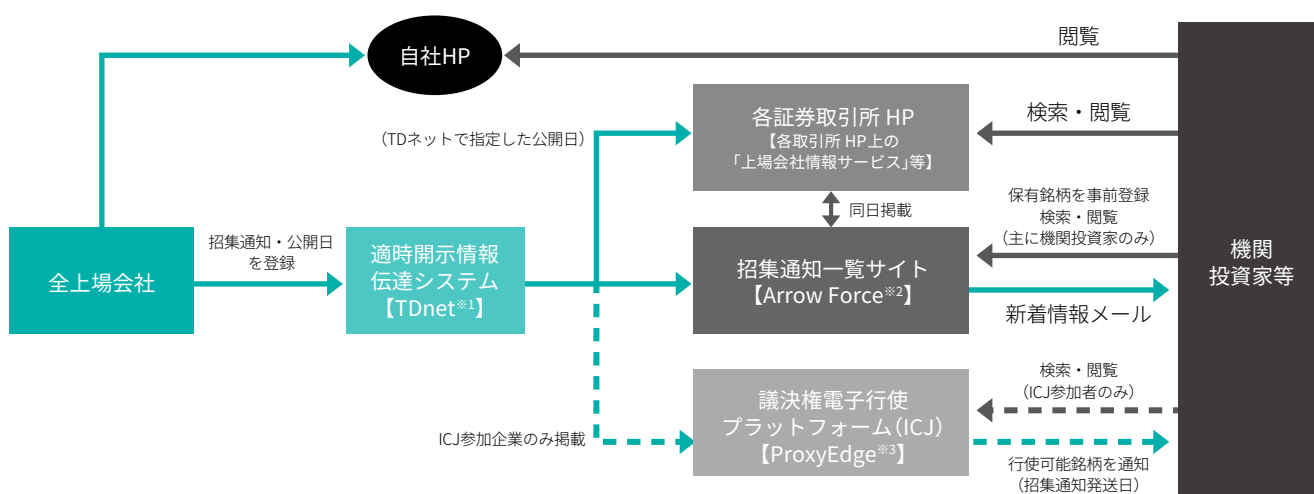 自社HP
閲覧
各証券取引所 HP
【各取引所 HP上の
「上場会社情報サービス」等】
検索・閲覧
（TDネットで指定した公開日）
同日掲載
保有銘柄を事前登録
検索・閲覧
（主に機関投資家のみ）
全上場会社
招集通知・公開日
を登録
適時開示情報
伝達システム
【TDnet※1】
招集通知一覧サイト
【Arrow Force※2】
新着情報メール
機関
投資家等
ICJ参加企業のみ掲載
議決権電子行使
プラットフォーム（ICJ）
【ProxyEdge※3】
検索・閲覧
（ICJ参加者のみ）
行使可能銘柄を通知
（招集通知発送日）